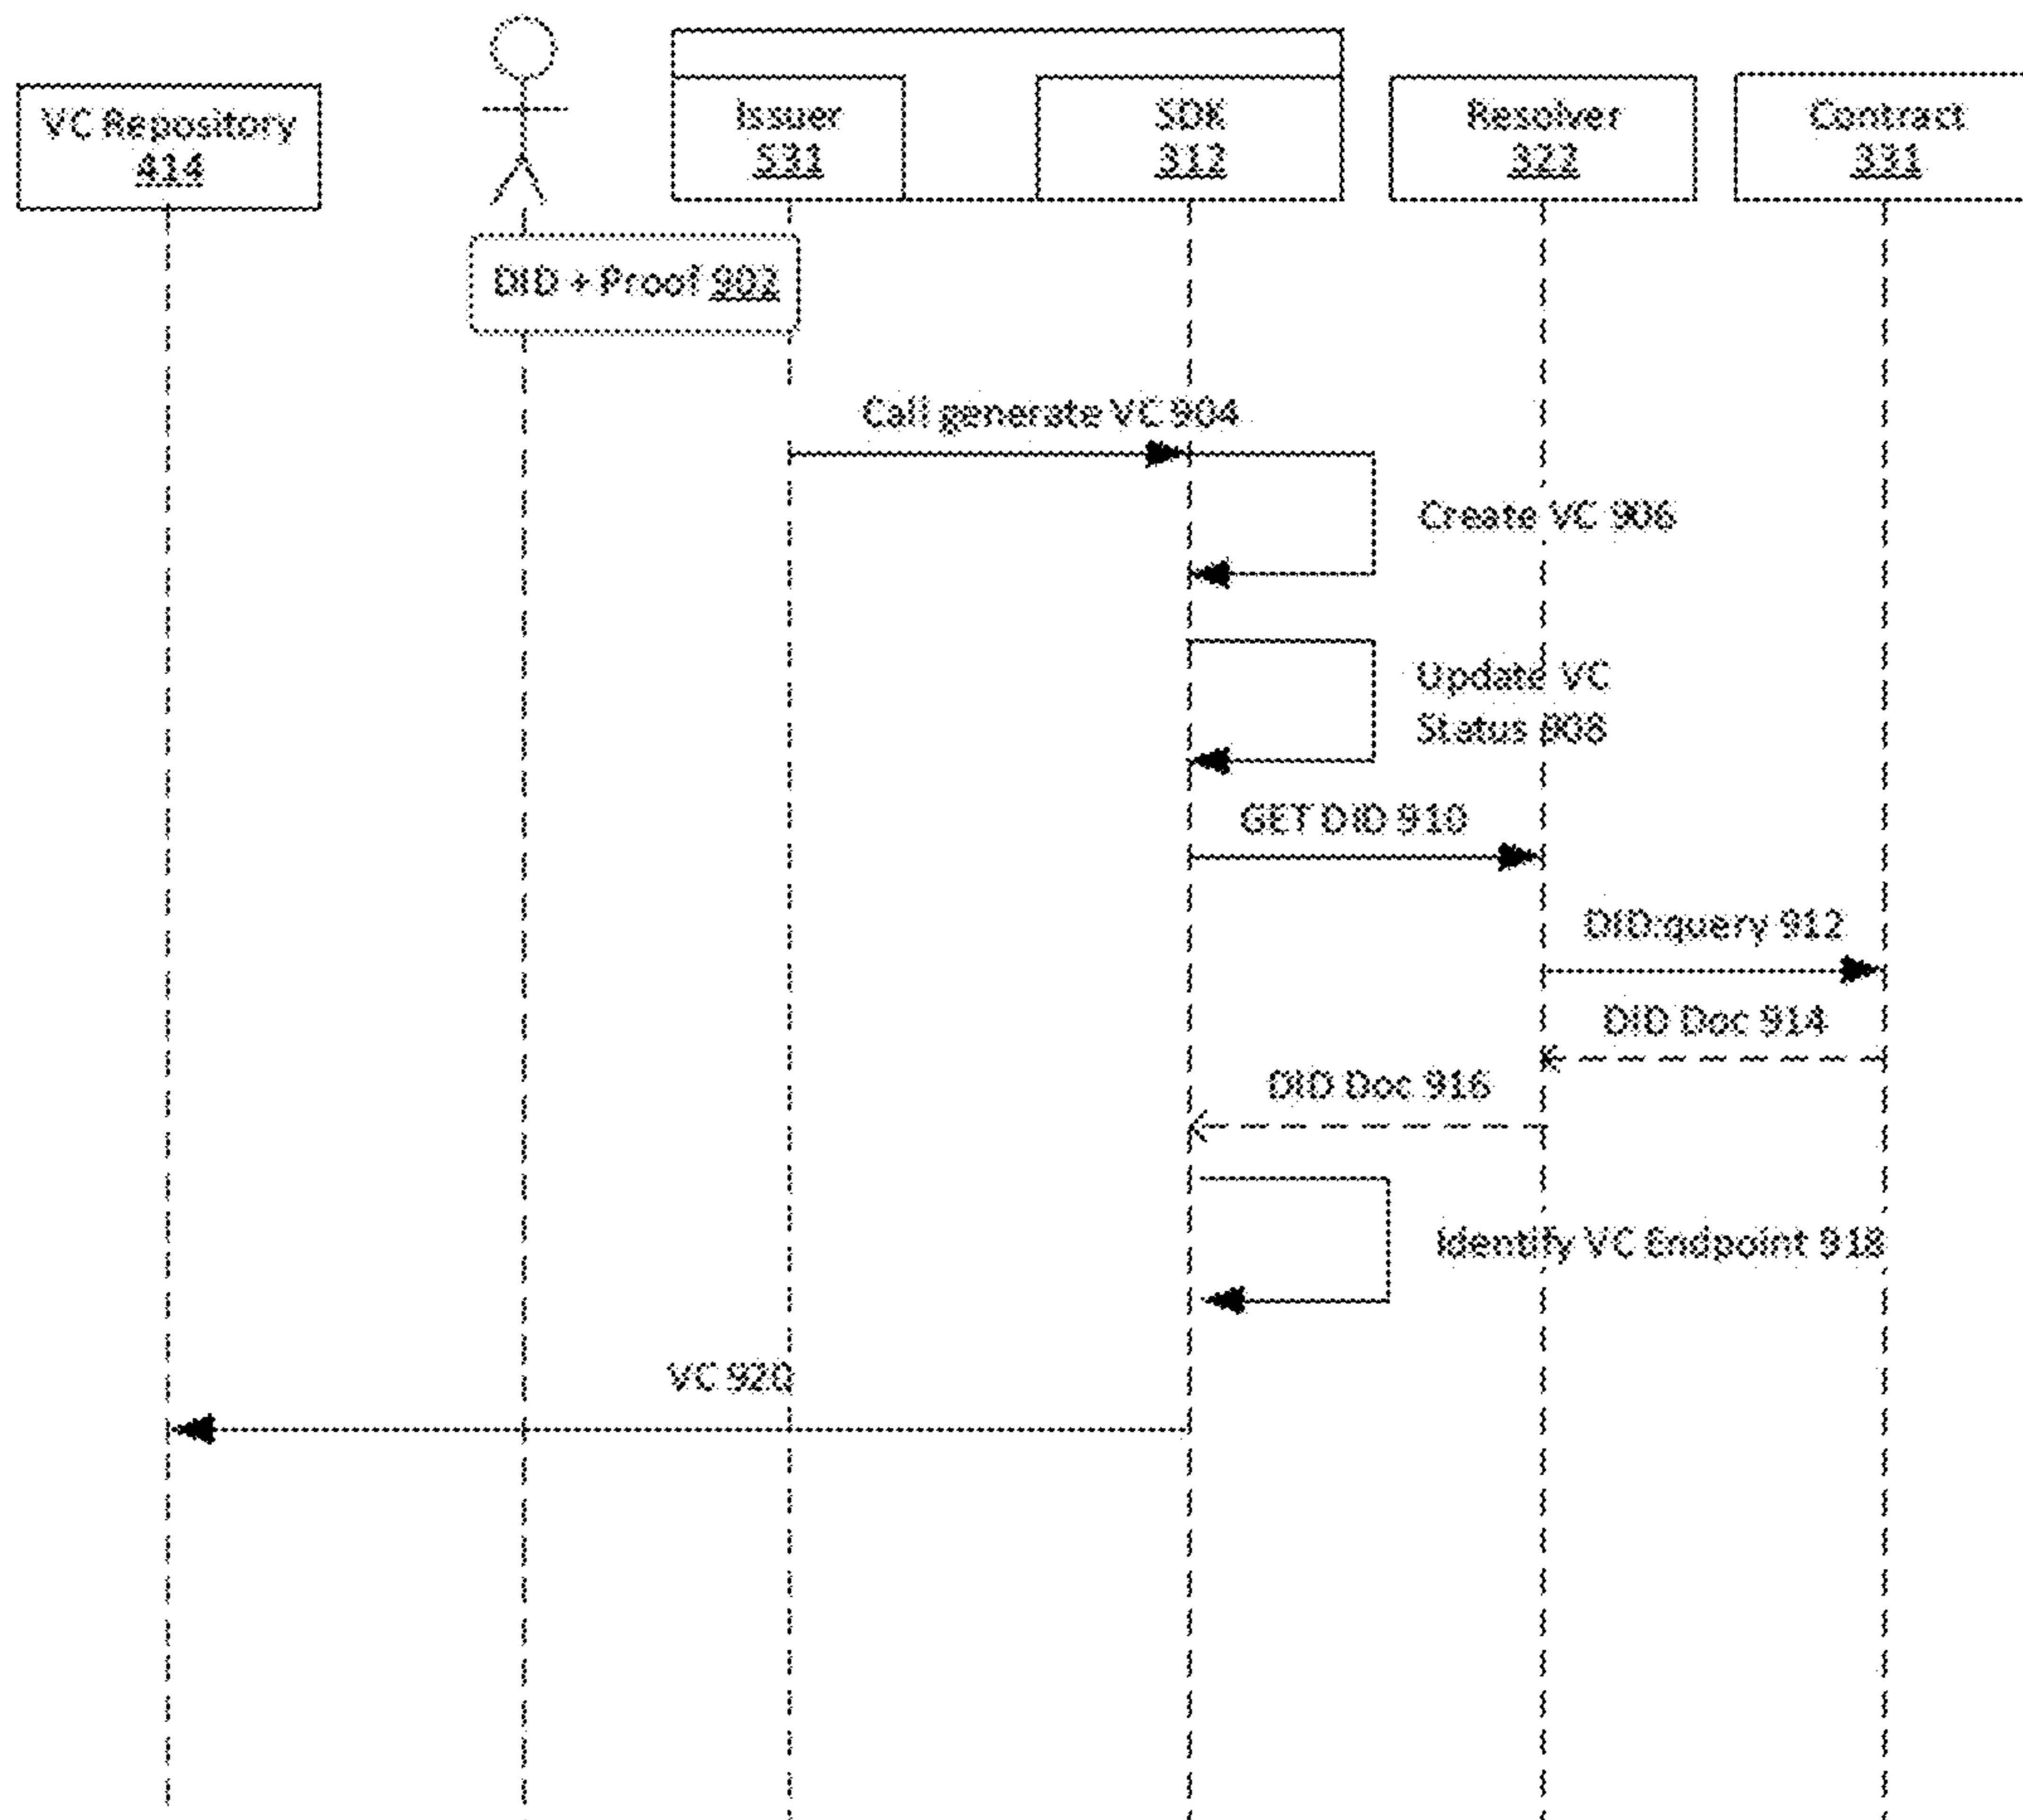 VC Repository
414
Issuer
531
SDK
312
Resolver
322
Contract
331
DID + Proof 902
Call generate VC 904
Create VC 906
Update VC
Status 808
GET DID 910
DID:query 912
DID Doc 914
DID Doc 916
Identify VC Endpoint 918
VC 920